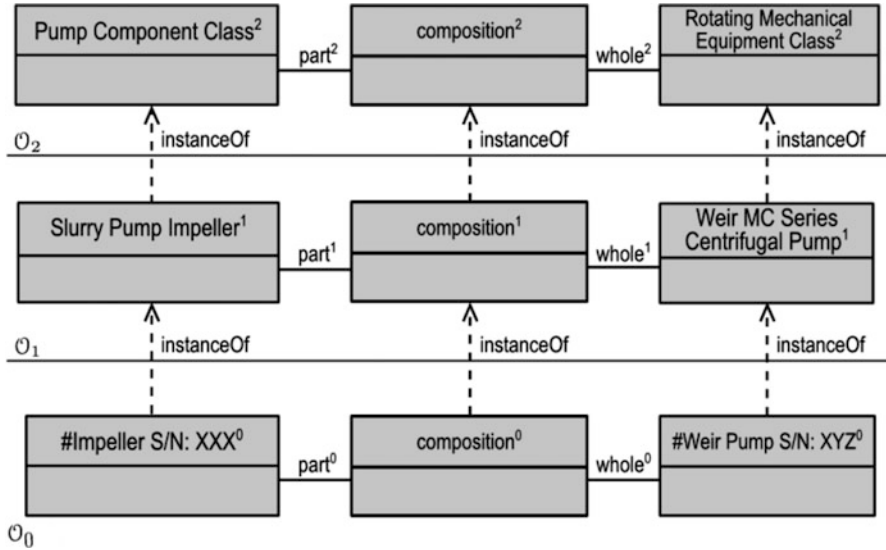 Pump Component Class²
part²
composition²
whole²
Rotating Mechanical
Equipment Class²
instanceOf
instanceOf
instanceOf
𝒪₂
Slurry Pump Impeller¹
part¹
composition¹
whole¹
Weir MC Series
Centrifugal Pump¹
instanceOf
instanceOf
instanceOf
𝒪₁
#Impeller S/N: XXX⁰
part⁰
composition⁰
whole⁰
#Weir Pump S/N: XYZ⁰
𝒪₀